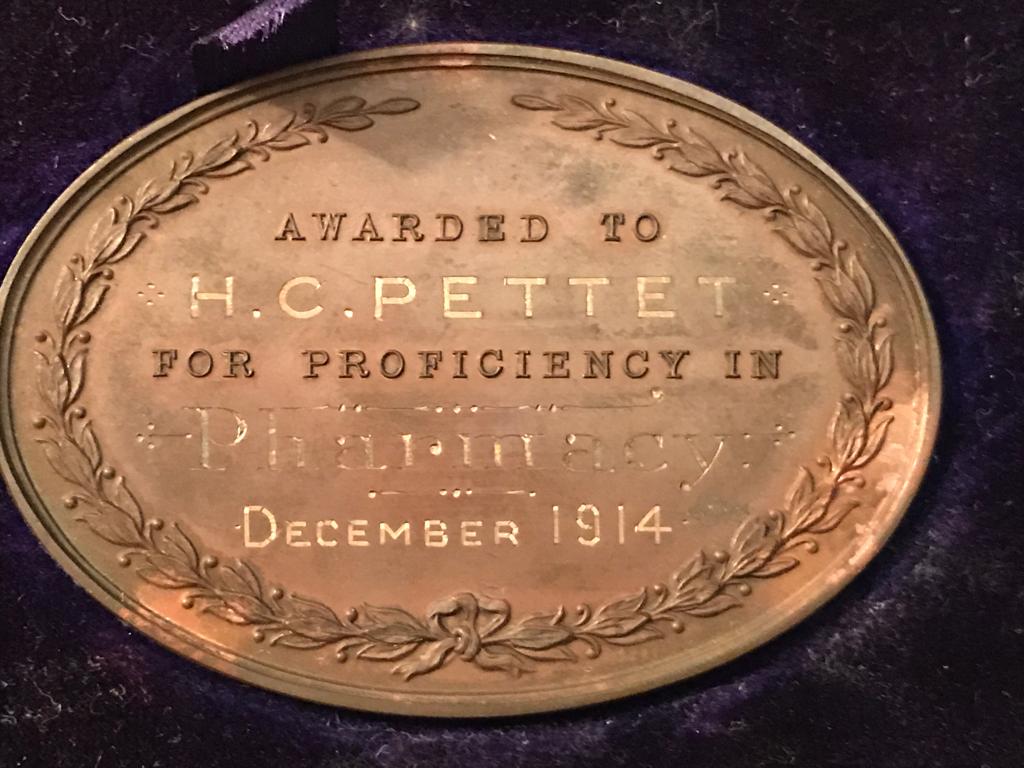 AWARDED TO
H.C.PETTET
FOR PROFICIENCY IN
Pharmacy.
DECEMBER 1914